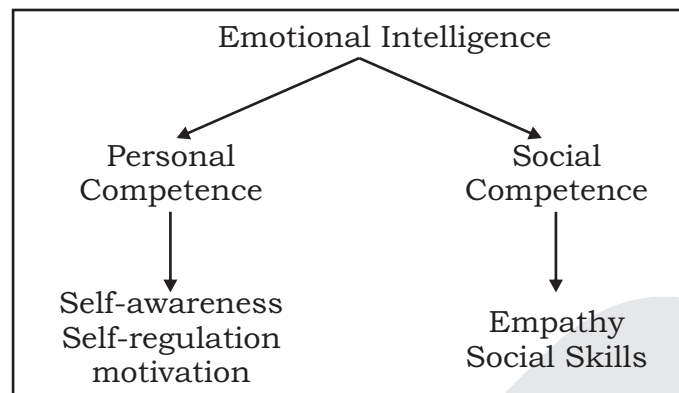 Emotional Intelligence
Personal
Competence
Social
Competence
Self-awareness
Self-regulation
motivation
Empathy
Social Skills